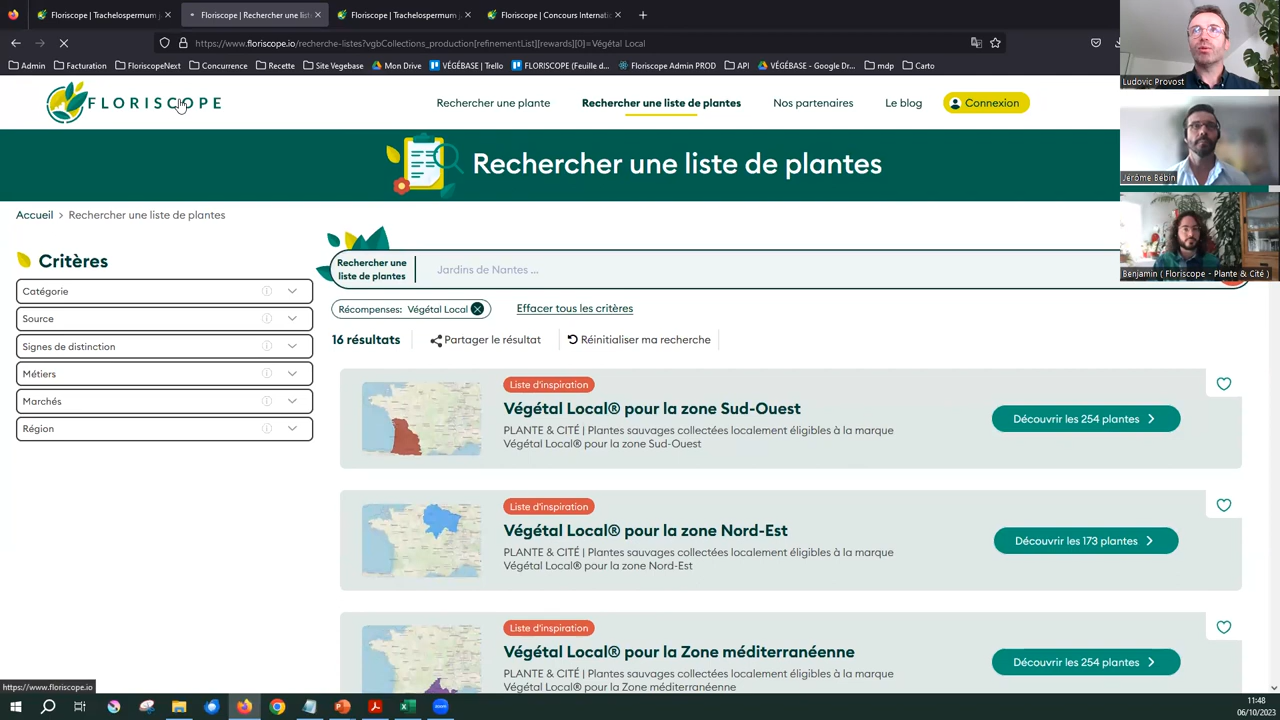 Floriscope | Trachelospermum j
Floriscope | Rechercher une list
Floriscope | Trachelospermum j
Floriscope | Concours Internati
https://www.floriscope.io/recherche-listes?vgbCollections_production[refinementList][rewards][0]=Végétal Local
Admin
Facturation
FloriscopeNext
Concurrence
Recette
Site Vegebase
Mon Drive
VÉGÉBASE | Trello
FLORISCOPE (Feuille d...
Floriscope Admin PROD
API
VÉGÉBASE - Google Dr...
mdp
Carto
FLORISCOPE
Rechercher une plante
Rechercher une liste de plantes
Nos partenaires
Le blog
Connexion
Ludovic Provost
Jerôme Bébin
Benjamin ( Floriscope - Plante & Cité )
Rechercher une liste de plantes
Accueil > Rechercher une liste de plantes
Critères
Catégorie
Source
Signes de distinction
Métiers
Marchés
Région
Rechercher une
liste de plantes
Jardins de Nantes ...
Récompenses: Végétal Local
Effacer tous les critères
16 résultats
Partager le résultat
Réinitialiser ma recherche
Liste d'inspiration
Végétal Local® pour la zone Sud-Ouest
PLANTE & CITÉ | Plantes sauvages collectées localement éligibles à la marque
Végétal Local® pour la zone Sud-Ouest
Découvrir les 254 plantes
Liste d'inspiration
Végétal Local® pour la zone Nord-Est
PLANTE & CITÉ | Plantes sauvages collectées localement éligibles à la marque
Végétal Local® pour la zone Nord-Est
Découvrir les 173 plantes
Liste d'inspiration
Végétal Local® pour la Zone méditerranéenne
PLANTE & CITÉ | Plantes sauvages collectées localement éligibles à la marque
Végétal Local® pour la Zone méditerranéenne
Découvrir les 254 plantes
https://www.floriscope.io
11:48
06/10/2023